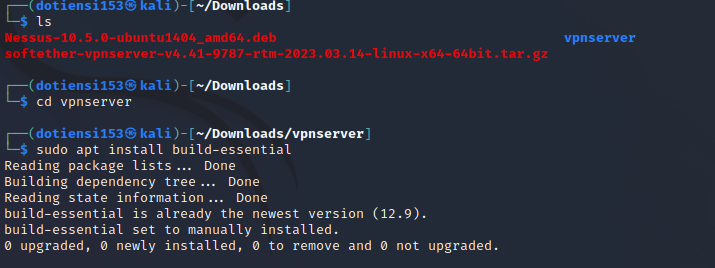 ┌──(dotiensi153㉿kali)-[~/Downloads]
└─$ ls
Nessus-10.5.0-ubuntu1404_amd64.deb vpnserver
softether-vpnserver-v4.41-9787-rtm-2023.03.14-linux-x64-64bit.tar.gz
┌──(dotiensi153㉿kali)-[~/Downloads]
└─$ cd vpnserver
┌──(dotiensi153㉿kali)-[~/Downloads/vpnserver]
└─$ sudo apt install build-essential
Reading package lists... Done
Building dependency tree... Done
Reading state information... Done
build-essential is already the newest version (12.9).
build-essential set to manually installed.
0 upgraded, 0 newly installed, 0 to remove and 0 not upgraded.